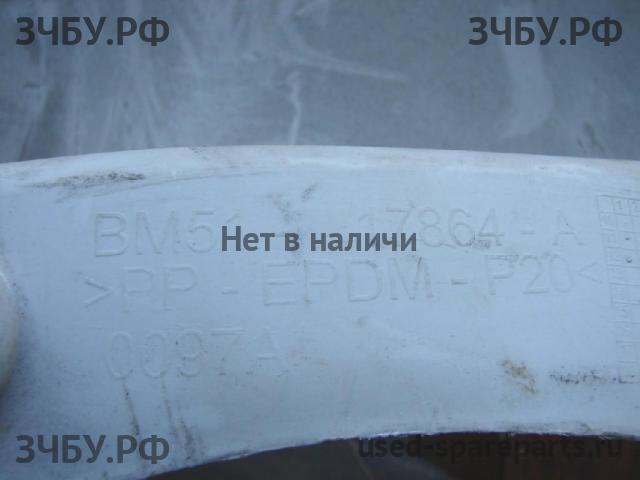 ЗЧБУ.РФ ЗЧБУ.РФ
BM51 17864 - A
Нет в наличи
>PP - EPDM - P20<
0097A
ЗЧБУ.РФ used-spareparts.ru